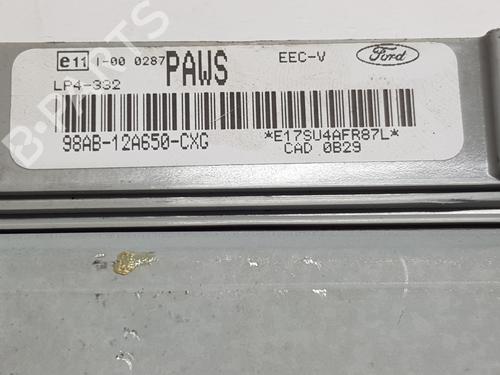 e11 I-00 0287 PAWS EEC-V Ford
LP4-332
98AB-12A650-CXG *E17SU4AFR87L*
CAD 0B29
B-PARTS